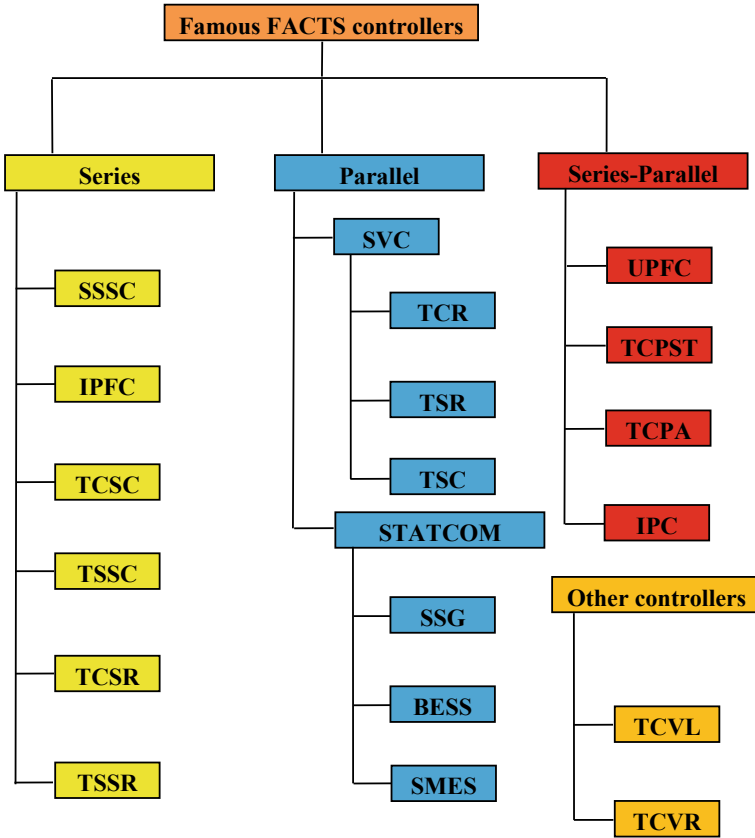 Famous FACTS controllers
Series
SSSC
IPFC
TCSC
TSSC
TCSR
TSSR
Parallel
SVC
TCR
TSR
TSC
STATCOM
SSG
BESS
SMES
Series-Parallel
UPFC
TCPST
TCPA
IPC
Other controllers
TCVL
TCVR